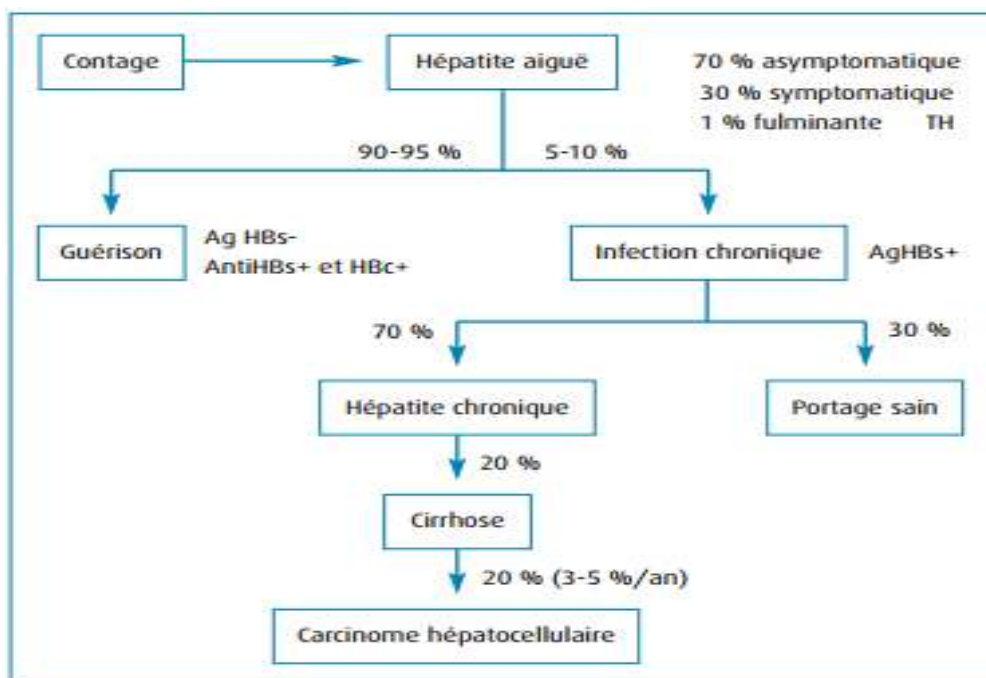 Contage
Hépatite aiguë
70 % asymptomatique
30 % symptomatique
1 % fulminante TH
90-95 %
5-10 %
Guérison
Ag HBs-
AntiHBs+ et HBc+
Infection chronique
AgHBs+
70 %
30 %
Hépatite chronique
Portage sain
20 %
Cirrhose
20 % (3-5 %/an)
Carcinome hépatocellulaire